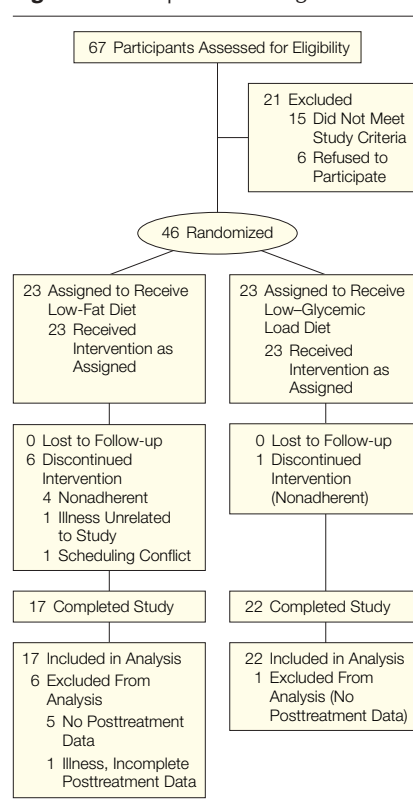 67 Participants Assessed for Eligibility
21 Excluded
15 Did Not Meet
Study Criteria
6 Refused to
Participate
46 Randomized
23 Assigned to Receive
Low-Fat Diet
23 Received
Intervention as
Assigned
23 Assigned to Receive
Low–Glycemic
Load Diet
23 Received
Intervention as
Assigned
0 Lost to Follow-up
6 Discontinued
Intervention
4 Nonadherent
1 Illness Unrelated
to Study
1 Scheduling Conflict
0 Lost to Follow-up
1 Discontinued
Intervention
(Nonadherent)
17 Completed Study
22 Completed Study
17 Included in Analysis
6 Excluded From
Analysis
5 No Posttreatment
Data
1 Illness, Incomplete
Posttreatment Data
22 Included in Analysis
1 Excluded From
Analysis (No
Posttreatment Data)